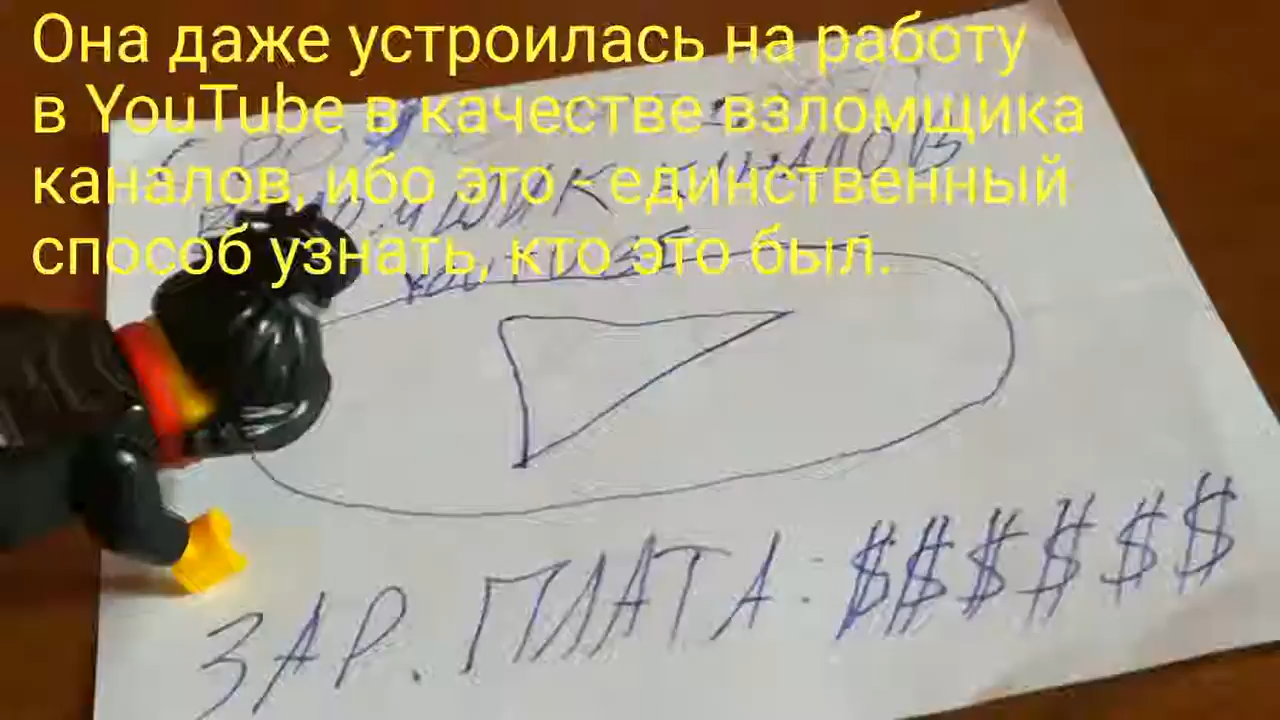 Она даже устроилась на работу
в YouTube в качестве взломщика
каналов, ибо это - единственный
способ узнать, кто это был.
КАНАЛОВ
ЗАР. ПЛАТА: $$$$$$